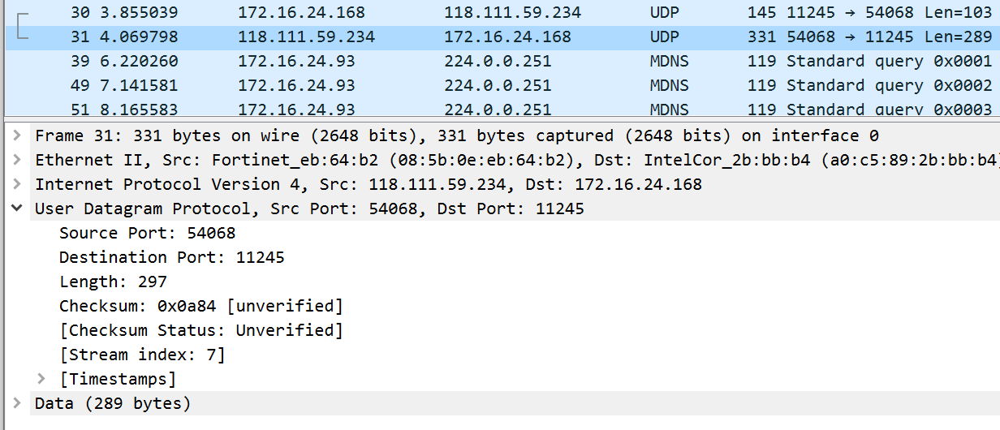 30 3.855039 172.16.24.168 118.111.59.234 UDP 145 11245 → 54068 Len=103
31 4.069798 118.111.59.234 172.16.24.168 UDP 331 54068 → 11245 Len=289
39 6.220260 172.16.24.93 224.0.0.251 MDNS 119 Standard query 0x0001
49 7.141581 172.16.24.93 224.0.0.251 MDNS 119 Standard query 0x0002
51 8.165583 172.16.24.93 224.0.0.251 MDNS 119 Standard query 0x0003
Frame 31: 331 bytes on wire (2648 bits), 331 bytes captured (2648 bits) on interface 0
Ethernet II, Src: Fortinet_eb:64:b2 (08:5b:0e:eb:64:b2), Dst: IntelCor_2b:bb:b4 (a0:c5:89:2b:bb:b4)
Internet Protocol Version 4, Src: 118.111.59.234, Dst: 172.16.24.168
User Datagram Protocol, Src Port: 54068, Dst Port: 11245
Source Port: 54068
Destination Port: 11245
Length: 297
Checksum: 0x0a84 [unverified]
[Checksum Status: Unverified]
[Stream index: 7]
[Timestamps]
Data (289 bytes)